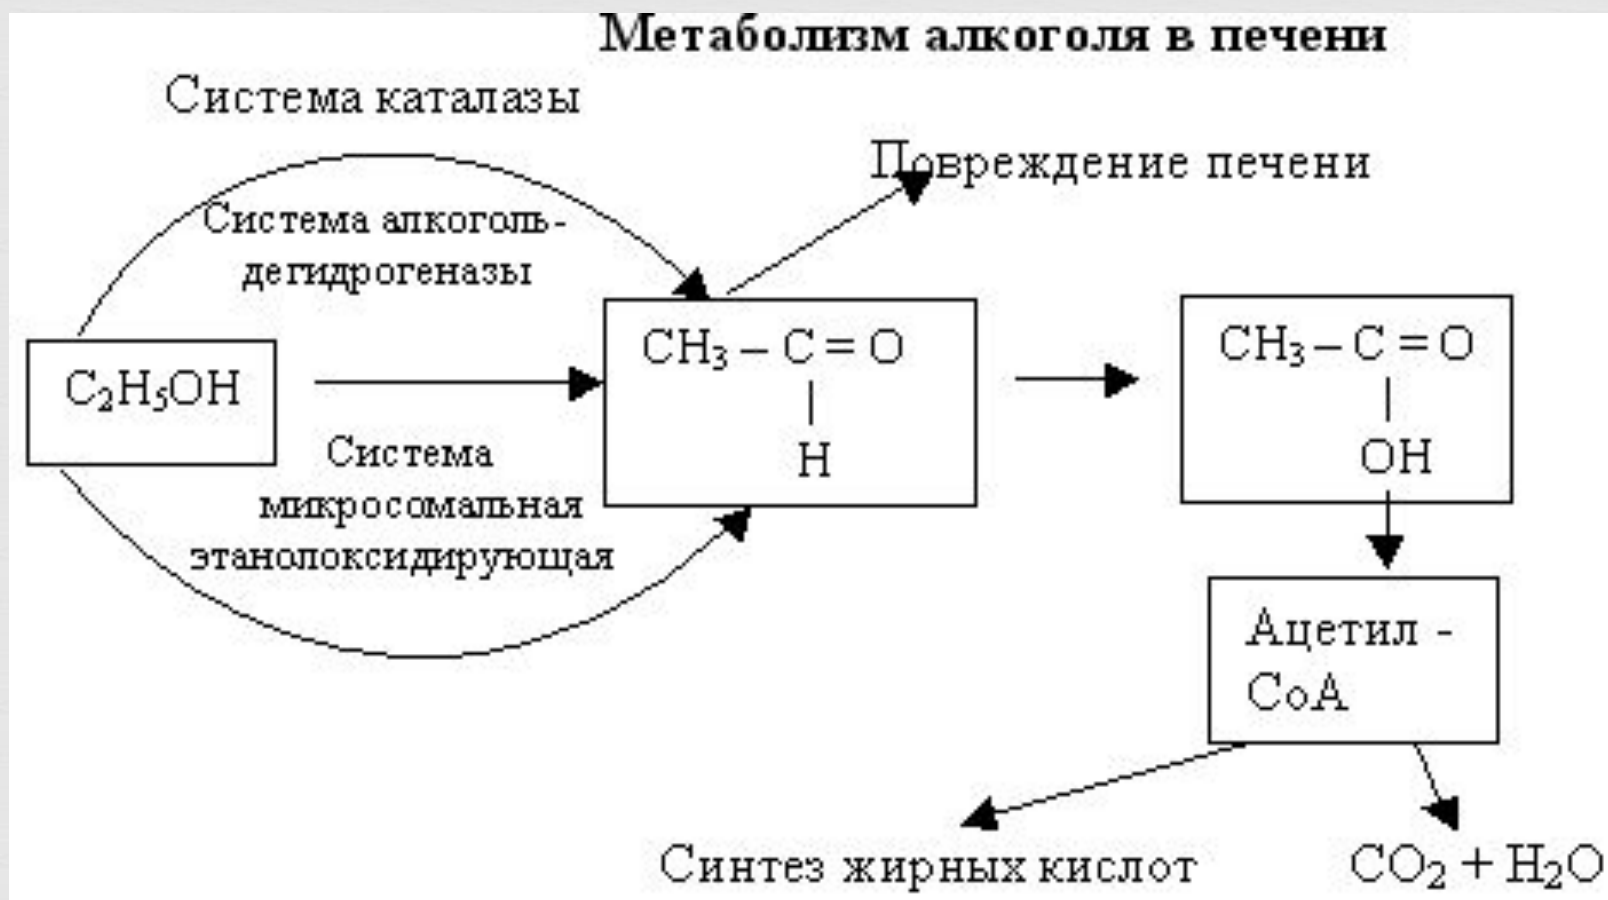 Метаболизм алкоголя в печени
Система каталазы
Повреждение печени
Система алкоголь-
дегидрогеназы
C₂H₅OH
CH₃ – C = O
|
H
CH₃ – C = O
|
OH
Система
микросомальная
этанолоксидирующая
Ацетил -
CoA
Синтез жирных кислот
CO₂ + H₂O